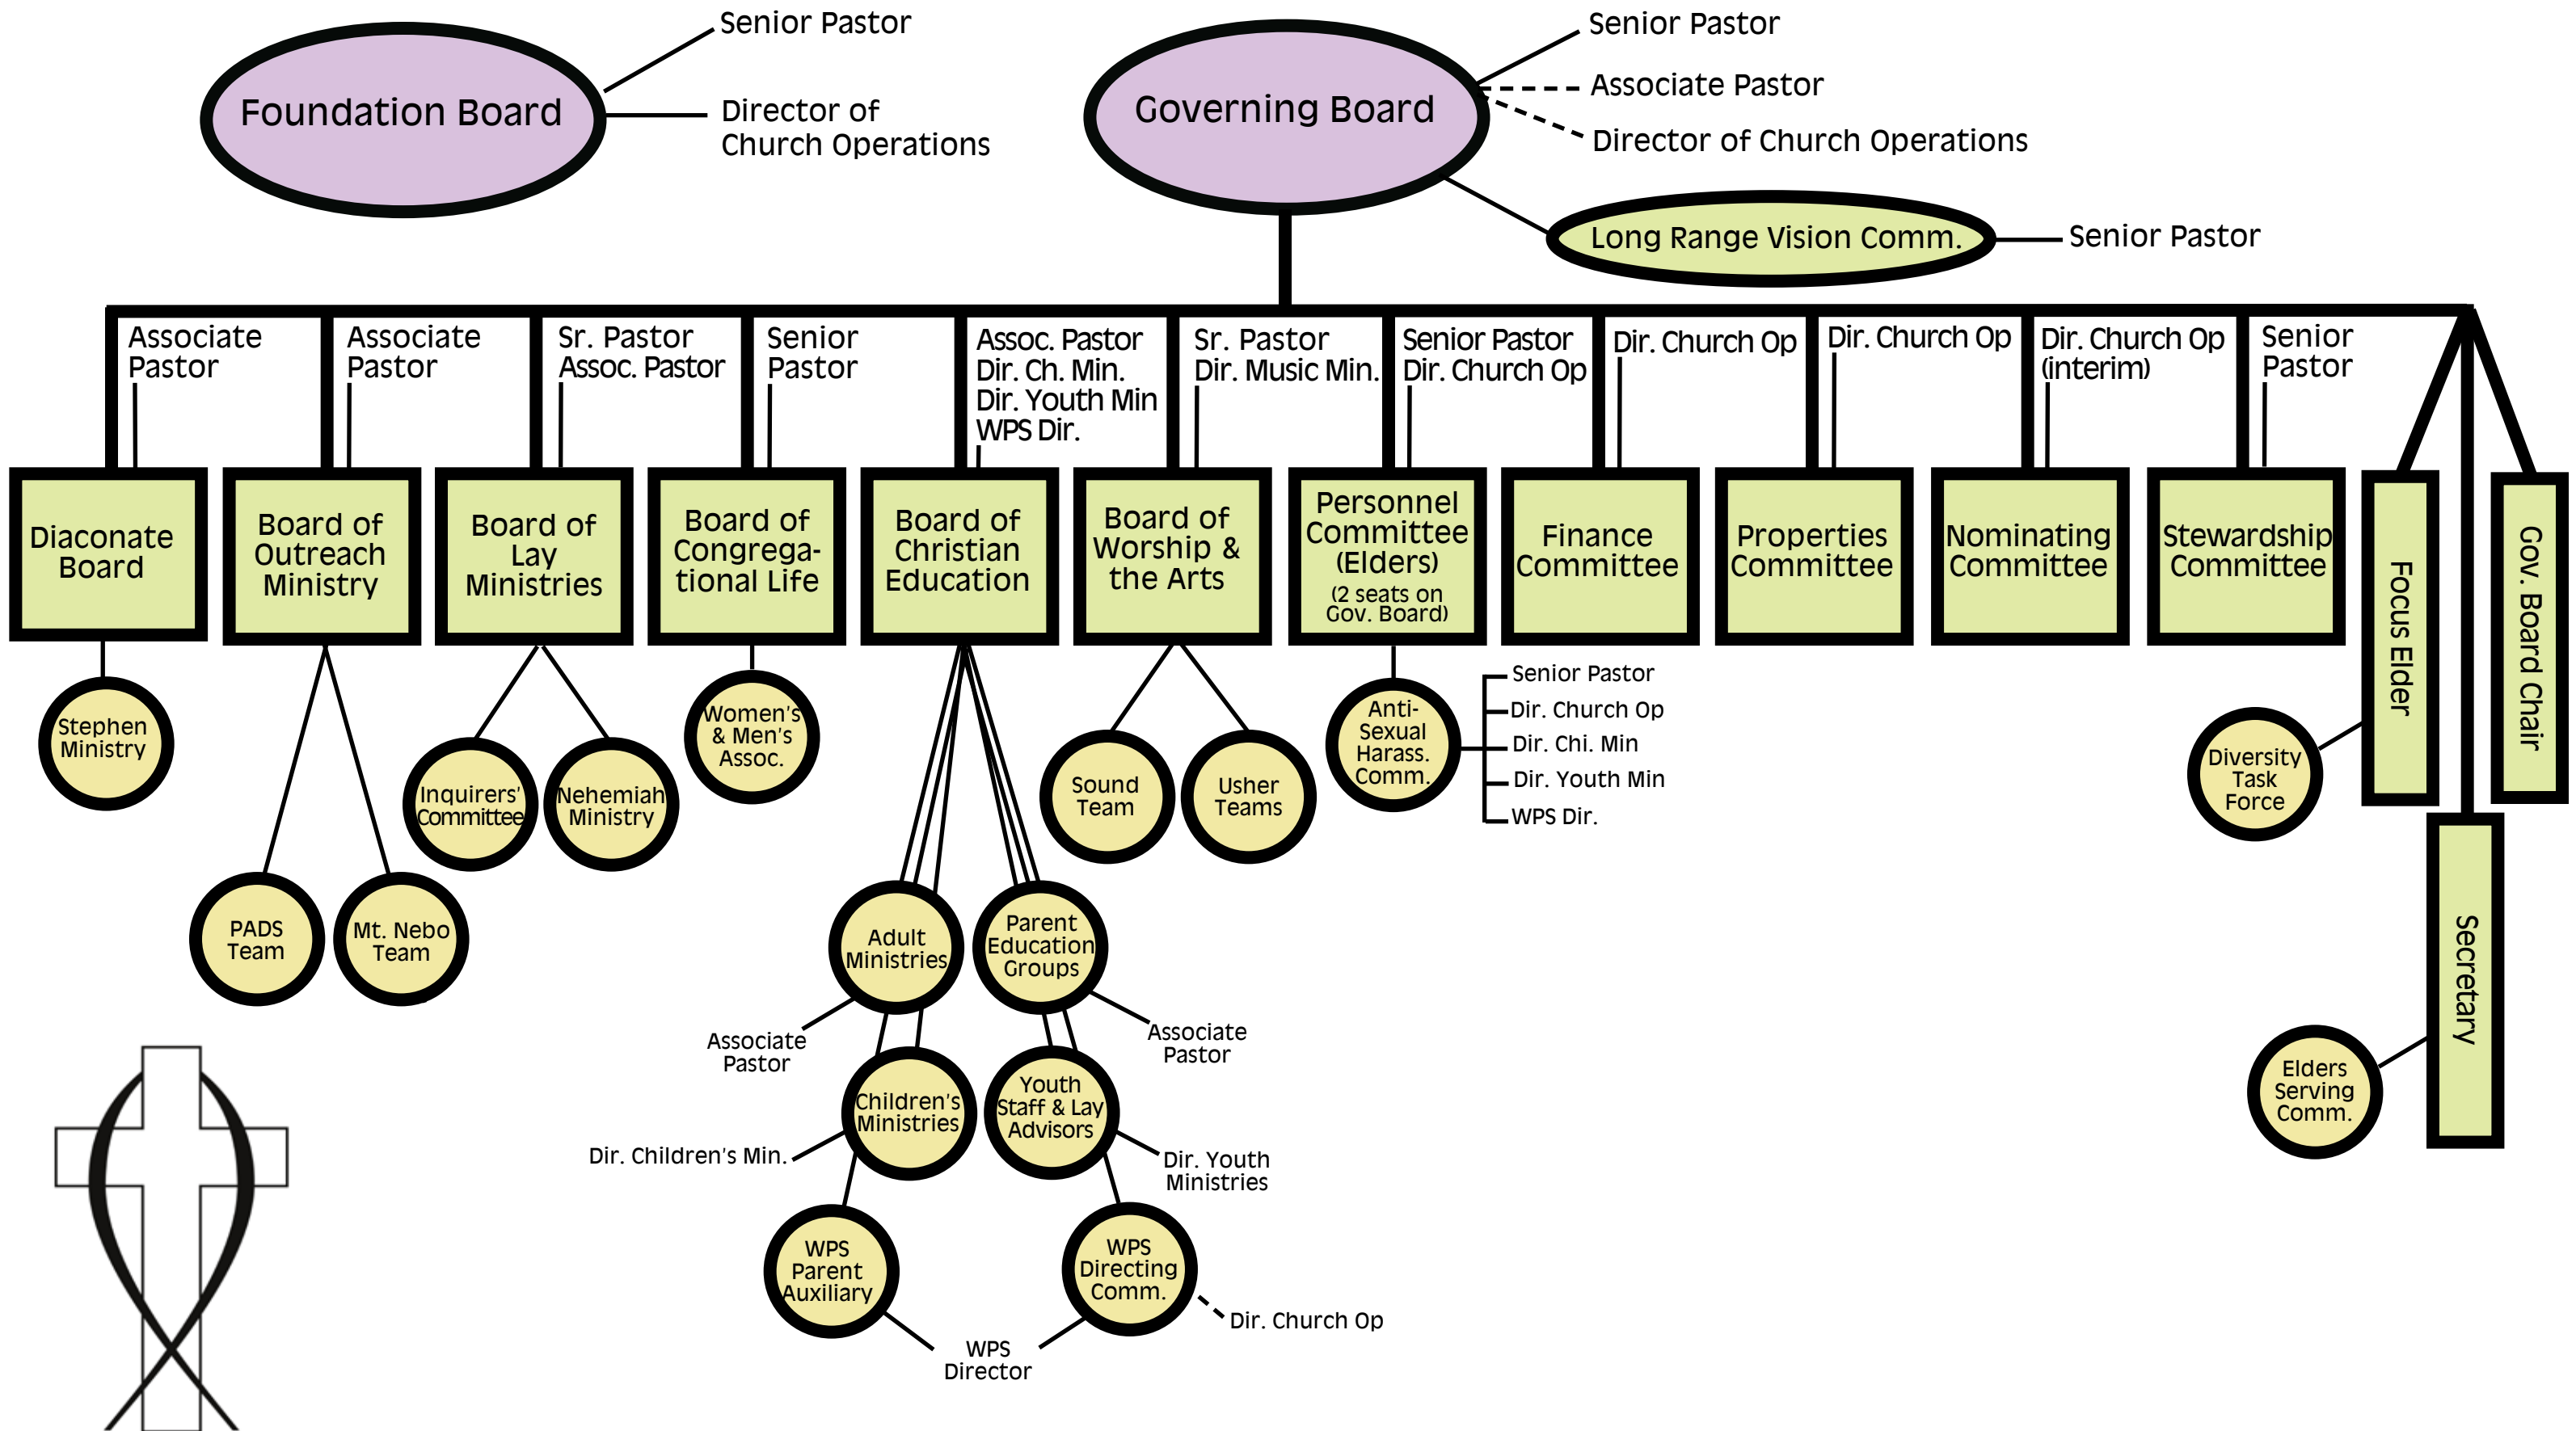 Senior Pastor
Foundation Board
Director of
Church Operations
Senior Pastor
Governing Board
Associate Pastor
Director of Church Operations
Long Range Vision Comm.
Senior Pastor
Associate
Pastor
Associate
Pastor
Sr. Pastor
Assoc. Pastor
Senior
Pastor
Assoc. Pastor
Dir. Ch. Min.
Dir. Youth Min
WPS Dir.
Sr. Pastor
Dir. Music Min.
Senior Pastor
Dir. Church Op
Dir. Church Op
Dir. Church Op
Dir. Church Op
(interim)
Senior
Pastor
Diaconate
Board
Board of
Outreach
Ministry
Board of
Lay
Ministries
Board of
Congrega-
tional Life
Board of
Christian
Education
Board of
Worship &
the Arts
Personnel
Committee
(Elders)
(2 seats on
Gov. Board)
Finance
Committee
Properties
Committee
Nominating
Committee
Stewardship
Committee
Focus Elder
Gov. Board Chair
Secretary
Stephen
Ministry
PADS
Team
Mt. Nebo
Team
Inquirers'
Committee
Nehemiah
Ministry
Women's
& Men's
Assoc.
Adult
Ministries
Parent
Education
Groups
Associate
Pastor
Associate
Pastor
Children's
Ministries
Youth
Staff & Lay
Advisors
Dir. Children's Min.
Dir. Youth
Ministries
WPS
Parent
Auxiliary
WPS
Directing
Comm.
WPS
Director
Dir. Church Op
Sound
Team
Usher
Teams
Anti-
Sexual
Harass.
Comm.
Senior Pastor
Dir. Church Op
Dir. Chi. Min
Dir. Youth Min
WPS Dir.
Diversity
Task
Force
Elders
Serving
Comm.